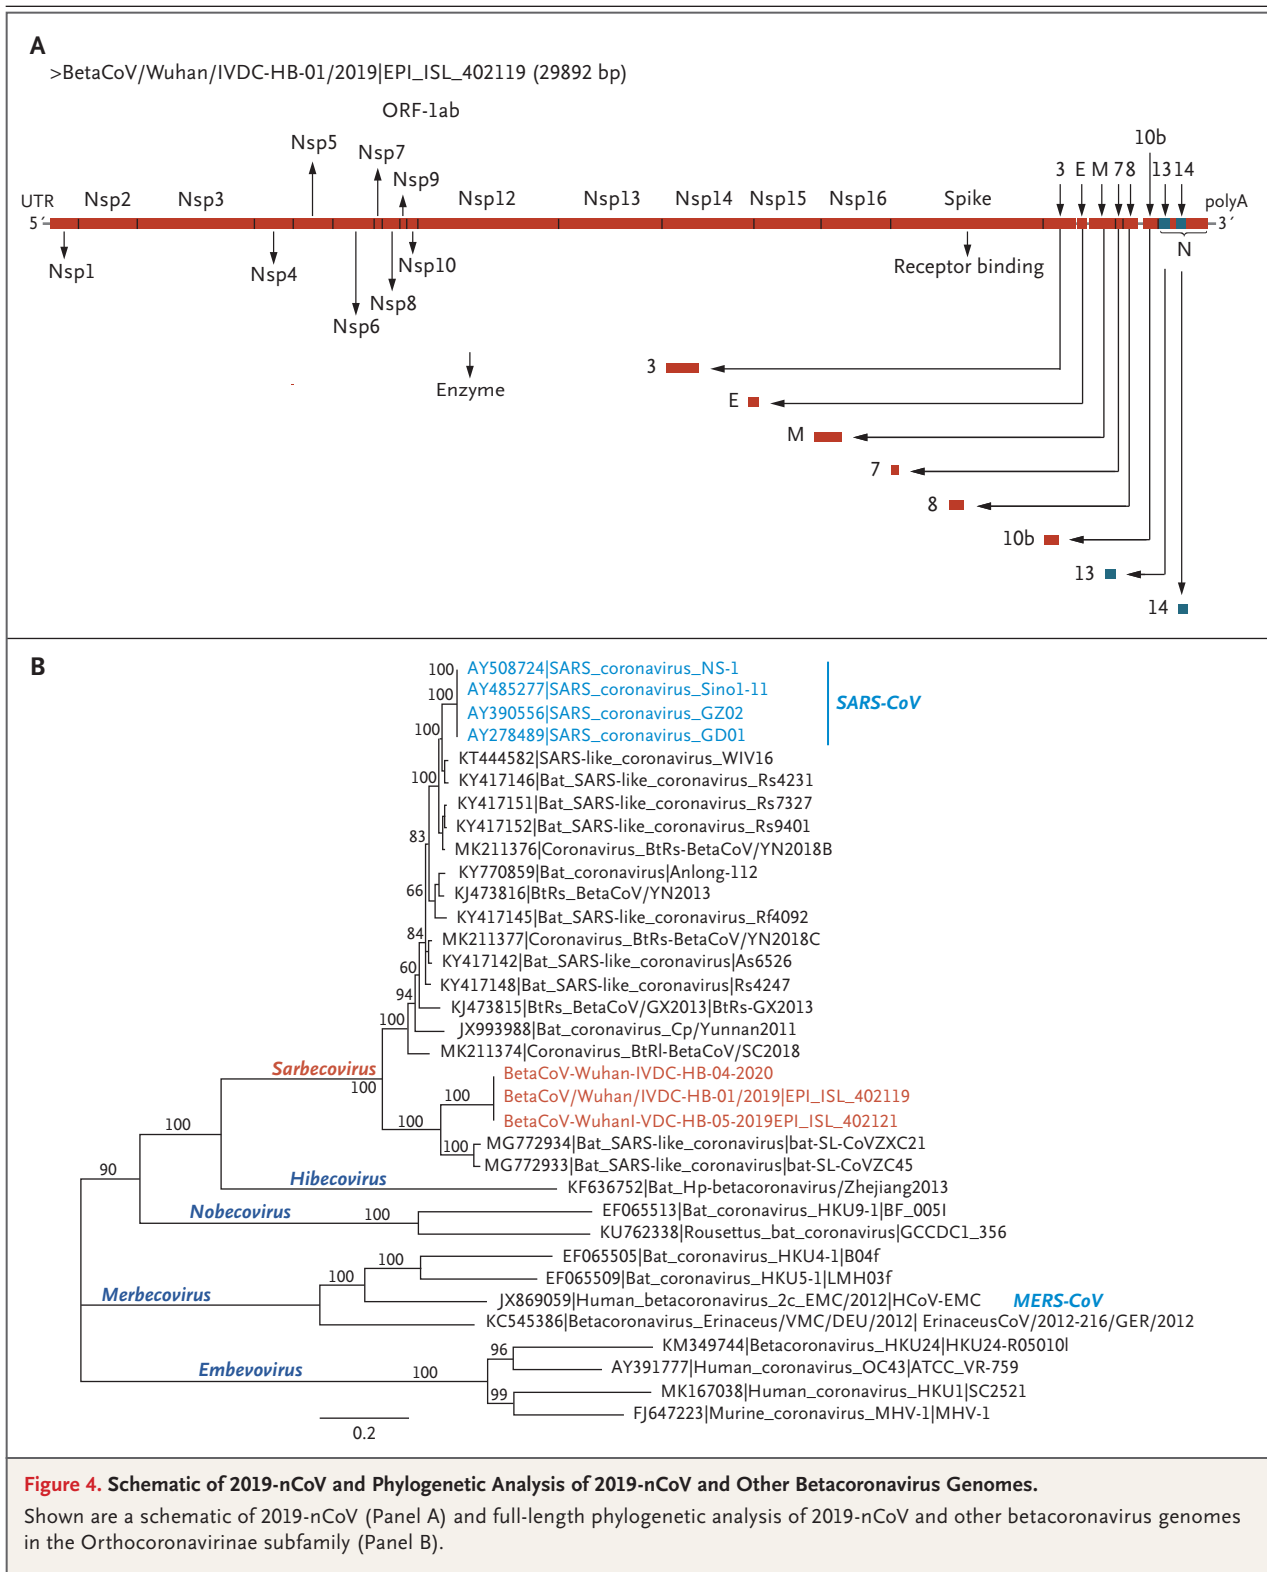 A
>BetaCoV/Wuhan/IVDC-HB-01/2019|EPI_ISL_402119 (29892 bp)
ORF-1ab
Nsp5
Nsp7
Nsp9
10b
3 E M 7 8 13 14
UTR Nsp2 Nsp3 Nsp12 Nsp13 Nsp14 Nsp15 Nsp16 Spike polyA
5´ 3´
Nsp1 Nsp4 Nsp10 Receptor binding N
Nsp8
Nsp6
Enzyme
3
E
M
7
8
10b
13
14
B
100 AY508724|SARS_coronavirus_NS-1
100 AY485277|SARS_coronavirus_Sino1-11
SARS-CoV
AY390556|SARS_coronavirus_GZ02
100 AY278489|SARS_coronavirus_GD01
KT444582|SARS-like_coronavirus_WIV16
100 KY417146|Bat_SARS-like_coronavirus_Rs4231
KY417151|Bat_SARS-like_coronavirus_Rs7327
83 KY417152|Bat_SARS-like_coronavirus_Rs9401
MK211376|Coronavirus_BtRs-BetaCoV/YN2018B
KY770859|Bat_coronavirus|Anlong-112
66 KJ473816|BtRs_BetaCoV/YN2013
KY417145|Bat_SARS-like_coronavirus_Rf4092
84 MK211377|Coronavirus_BtRs-BetaCoV/YN2018C
60 KY417142|Bat_SARS-like_coronavirus|As6526
KY417148|Bat_SARS-like_coronavirus|Rs4247
94 KJ473815|BtRs_BetaCoV/GX2013|BtRs-GX2013
100 JX993988|Bat_coronavirus_Cp/Yunnan2011
MK211374|Coronavirus_BtRl-BetaCoV/SC2018
Sarbecovirus
100 BetaCoV-Wuhan-IVDC-HB-04-2020
100 BetaCoV/Wuhan/IVDC-HB-01/2019|EPI_ISL_402119
100 100 BetaCoV-WuhanI-VDC-HB-05-2019EPI_ISL_402121
100 MG772934|Bat_SARS-like_coronavirus|bat-SL-CoVZXC21
MG772933|Bat_SARS-like_coronavirus|bat-SL-CoVZC45
90 Hibecovirus KF636752|Bat_Hp-betacoronavirus/Zhejiang2013
Nobecovirus 100 EF065513|Bat_coronavirus_HKU9-1|BF_005I
KU762338|Rousettus_bat_coronavirus|GCCDC1_356
100 EF065505|Bat_coronavirus_HKU4-1|B04f
100 EF065509|Bat_coronavirus_HKU5-1|LMH03f
Merbecovirus JX869059|Human_betacoronavirus_2c_EMC/2012|HCoV-EMC MERS-CoV
KC545386|Betacoronavirus_Erinaceus/VMC/DEU/2012| ErinaceusCoV/2012-216/GER/2012
96 KM349744|Betacoronavirus_HKU24|HKU24-R05010I
Embevovirus 100 AY391777|Human_coronavirus_OC43|ATCC_VR-759
99 MK167038|Human_coronavirus_HKU1|SC2521
FJ647223|Murine_coronavirus_MHV-1|MHV-1
0.2
Figure 4. Schematic of 2019-nCoV and Phylogenetic Analysis of 2019-nCoV and Other Betacoronavirus Genomes.
Shown are a schematic of 2019-nCoV (Panel A) and full-length phylogenetic analysis of 2019-nCoV and other betacoronavirus genomes
in the Orthocoronavirinae subfamily (Panel B).